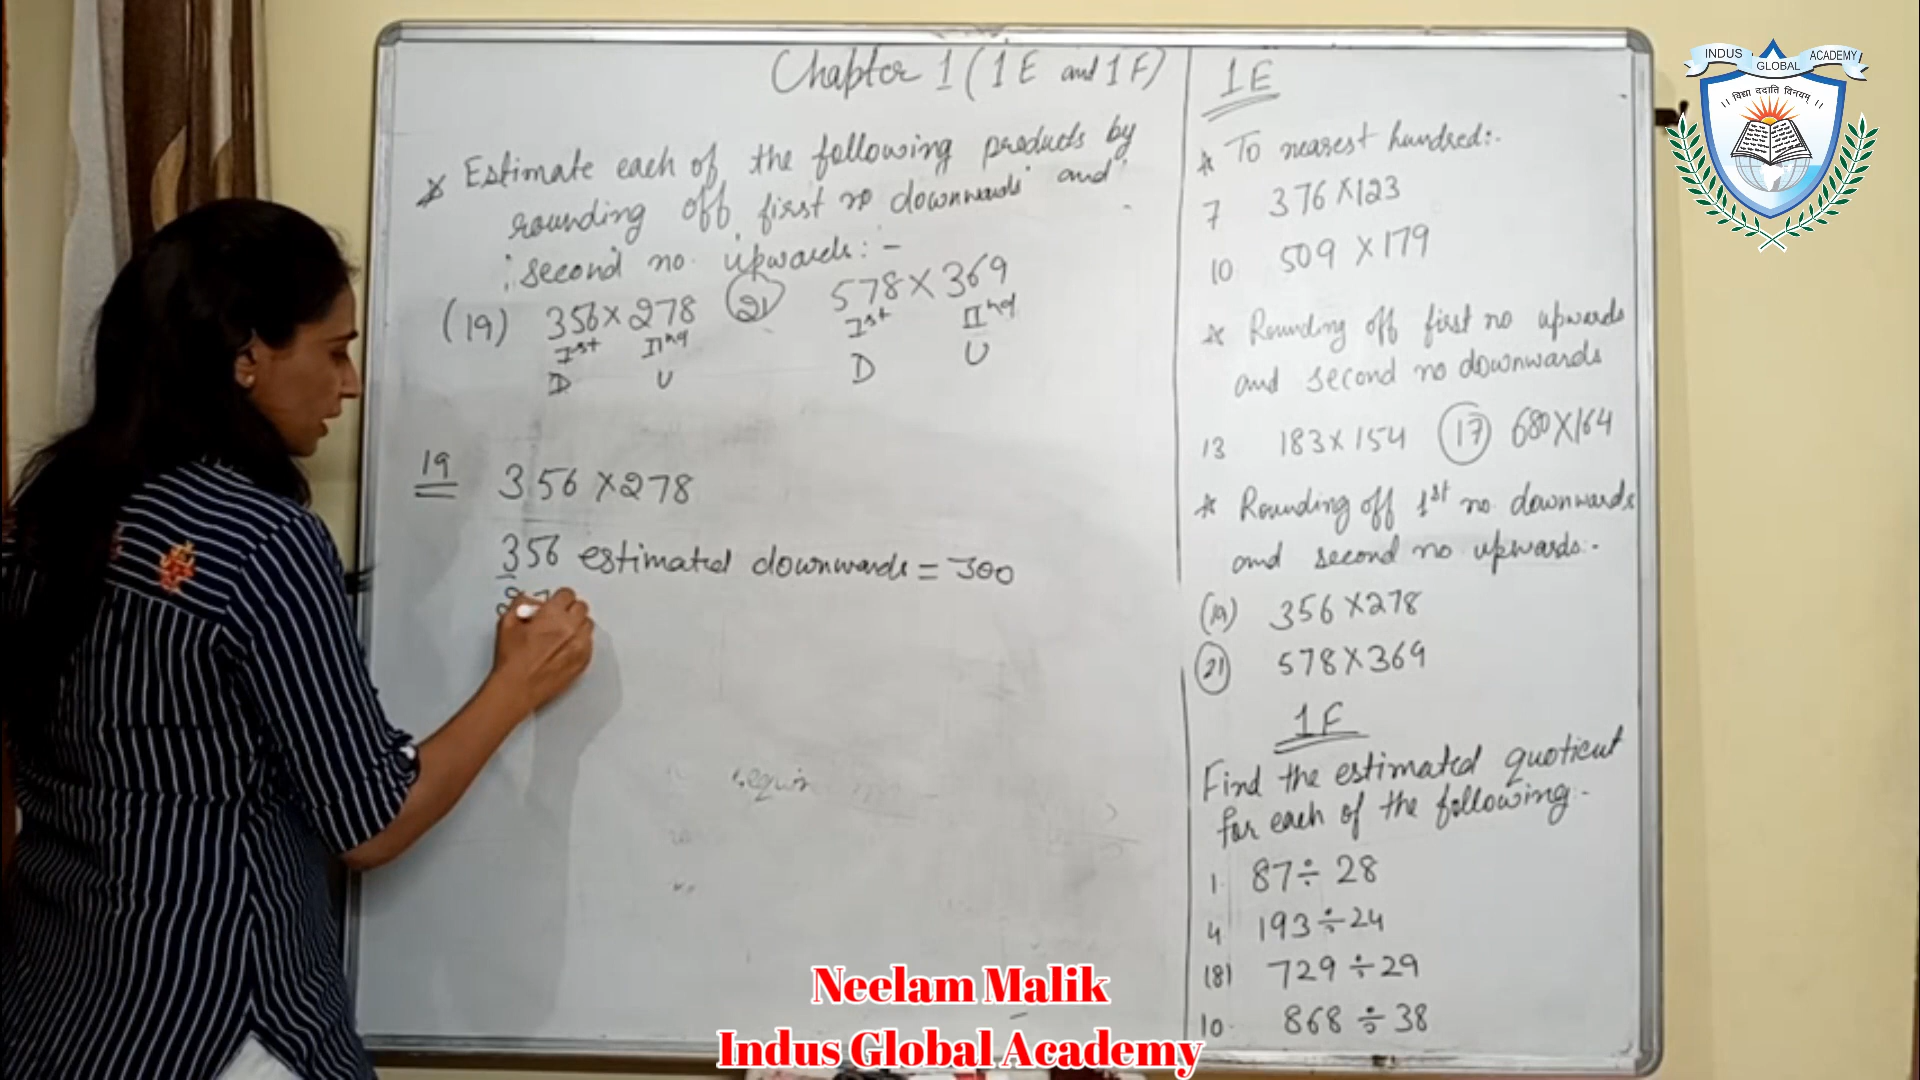 Chapter 1 (1E and 1F)
* Estimate each of the following products by
rounding off first no downwards and
second no. upwards:-
(19) 356×278 (21) 578×369
Ist IInd Ist IInd
D U D U
19 356×278
356 estimated downwards = 300
1E
* To nearest hundred:-
7 376×123
10 509×179
* Rounding off first no upwards
and second no downwards
13 183×154 (17) 680×164
* Rounding off 1st no. downwards
and second no upwards:-
(19) 356×278
(21) 578×369
1F
Find the estimated quotient
for each of the following:-
1. 87÷28
4 193÷24
(8) 729÷29
10. 868÷38
INDUS GLOBAL ACADEMY
।। विद्या ददाति विनयम् ।।
Neelam Malik
Indus Global Academy